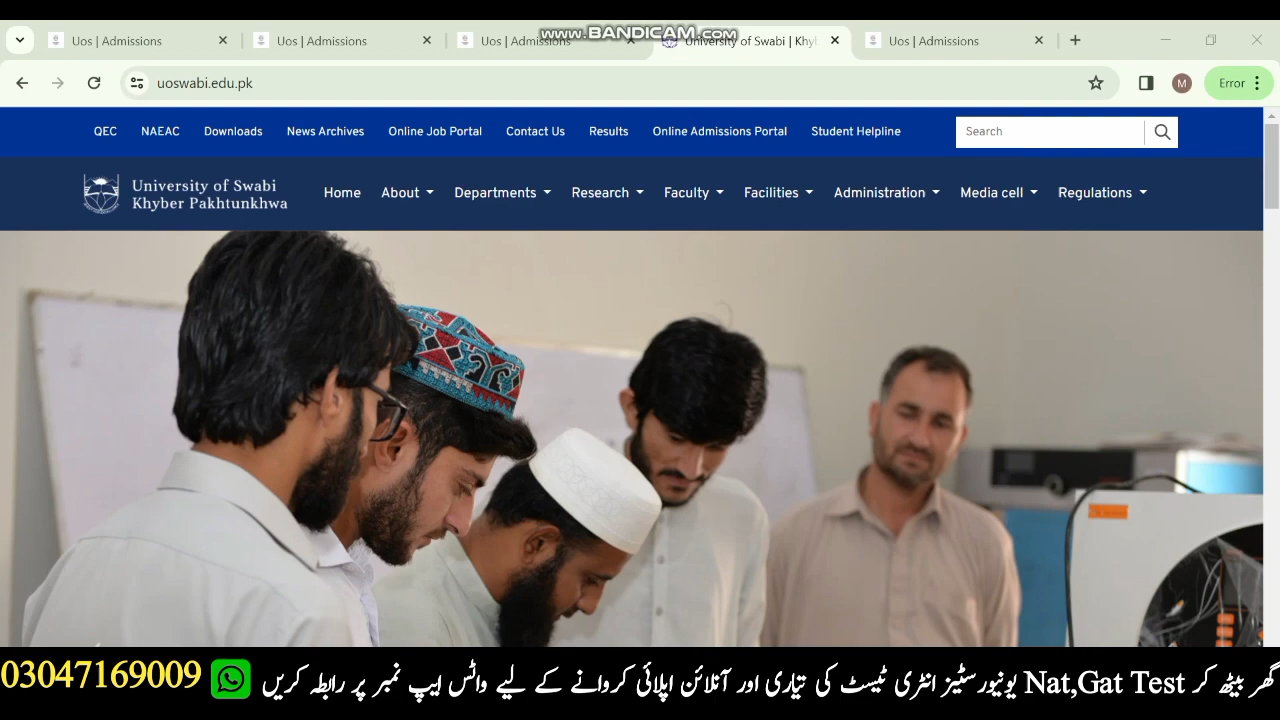 www.BANDICAM.com
Uos | Admissions
Uos | Admissions
Uos | Admissions
University of Swabi | Khyb
Uos | Admissions
uoswabi.edu.pk
M
Error
QEC NAEAC Downloads News Archives Online Job Portal Contact Us Results Online Admissions Portal Student Helpline
Search
University of Swabi
Khyber Pakhtunkhwa
Home About Departments Research Faculty Facilities Administration Media cell Regulations
گھر بیٹھ کر Nat,Gat Test یونیورسٹیز انٹری ٹیسٹ کی تیاری اور آنلائن اپلائی کروانے کے لیے واٹس ایپ نمبر پر رابطہ کریں
03047169009